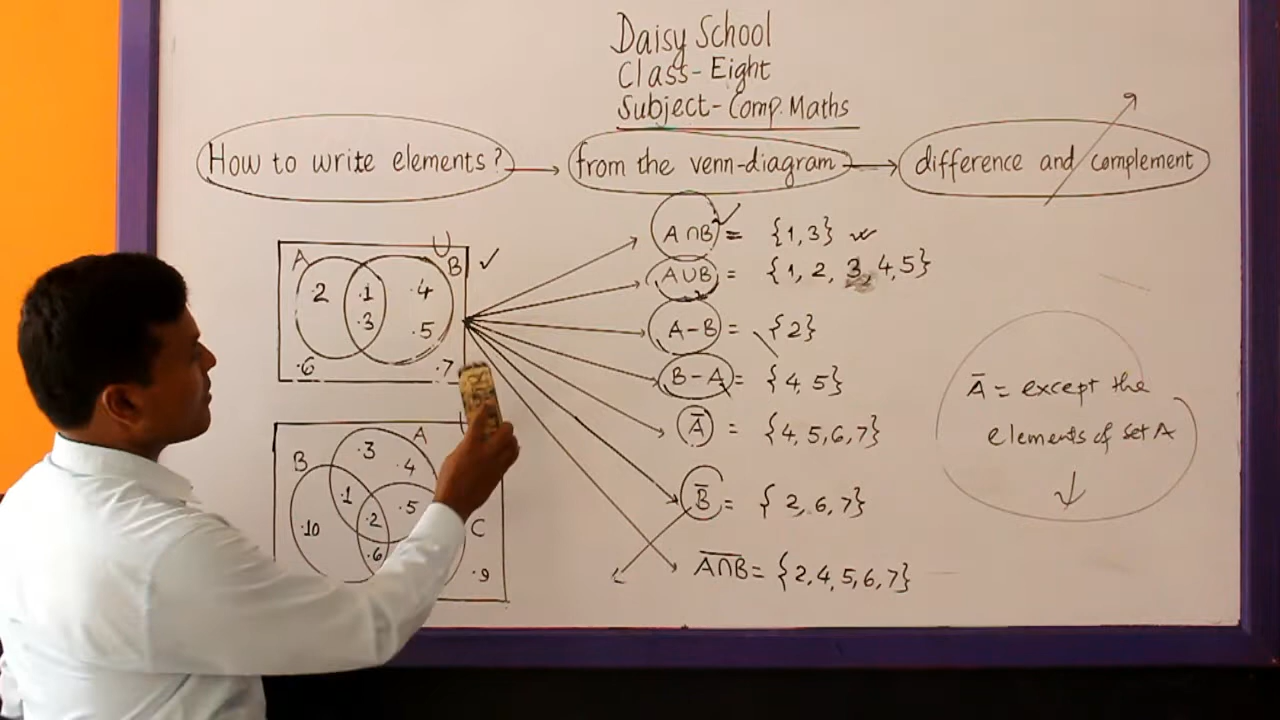 Daisy School
Class-Eight
Subject-Comp. Maths
How to write elements?
from the venn-diagram
difference and complement
U
A
B
.2
.1
.4
.3
.5
.6
.7
A∩B = {1,3}
A∪B = {1, 2, 3, 4, 5}
A-B = {2}
B-A = {4, 5}
A̅ = {4, 5, 6, 7}
B̅ = {2, 6, 7}
A̅∩̅B̅ = {2, 4, 5, 6, 7}
A̅ = except the
elements of set A
A
B
.3
.4
.1
.5
.2
.10
C
.6
.9